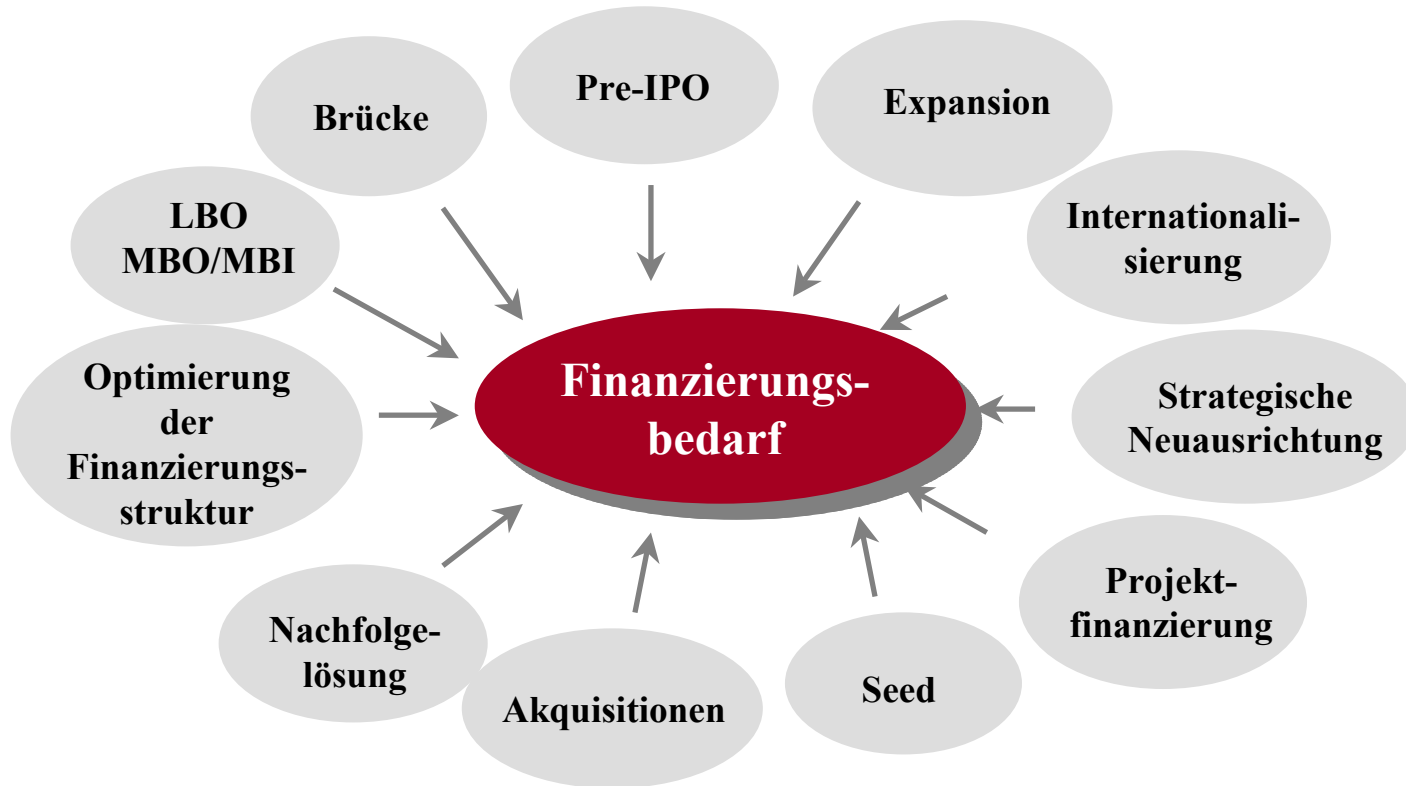 Pre-IPO
Expansion
Brücke
Internationali-
sierung
LBO
MBO/MBI
Finanzierungs-
bedarf
Optimierung
der
Finanzierungs-
struktur
Strategische
Neuausrichtung
Projekt-
finanzierung
Nachfolge-
lösung
Akquisitionen
Seed